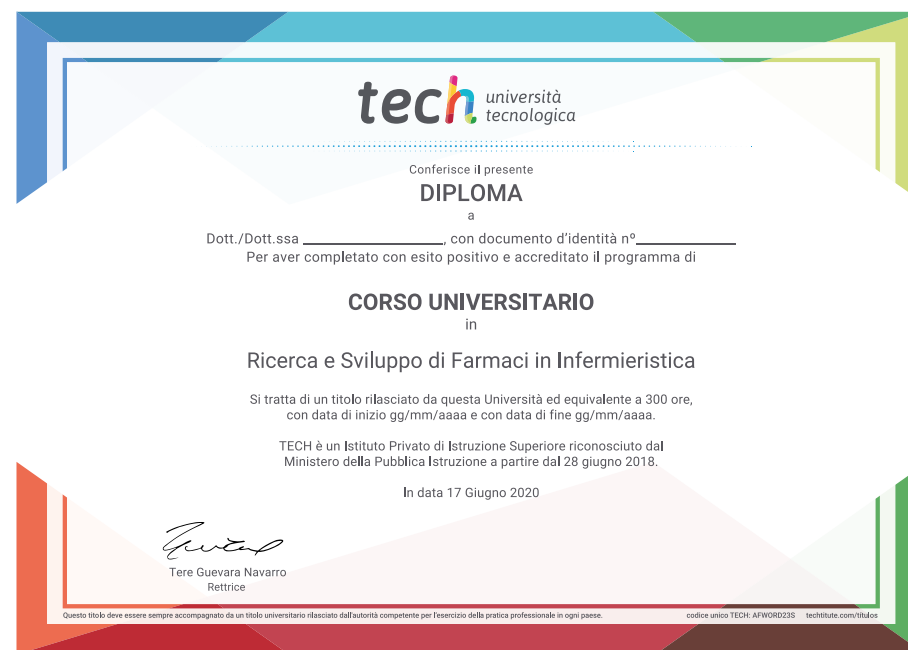 tech università
tecnologica
Conferisce il presente
DIPLOMA
a
Dott./Dott.ssa ____________________, con documento d'identità nº______________
Per aver completato con esito positivo e accreditato il programma di
CORSO UNIVERSITARIO
in
Ricerca e Sviluppo di Farmaci in Infermieristica
Si tratta di un titolo rilasciato da questa Università ed equivalente a 300 ore,
con data di inizio gg/mm/aaaa e con data di fine gg/mm/aaaa.
TECH è un Istituto Privato di Istruzione Superiore riconosciuto dal
Ministero della Pubblica Istruzione a partire dal 28 giugno 2018.
In data 17 Giugno 2020
Tere Guevara Navarro
Rettrice
Questo titolo deve essere sempre accompagnato da un titolo universitario rilasciato dall'autorità competente per l'esercizio della pratica professionale in ogni paese. codice unico TECH: AFWORD23S techtitute.com/titulos